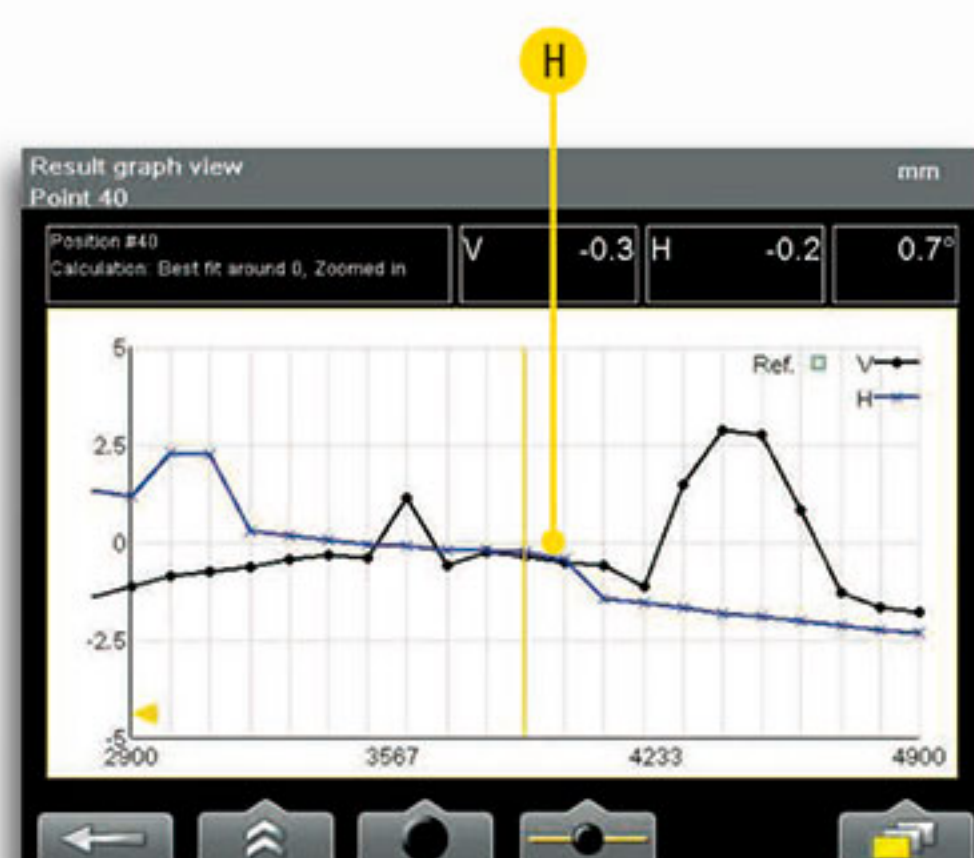 H
Result graph view
mm
Point 40
Position #40
Calculation: Best fit around 0, Zoomed in
V -0.3
H -0.2
0.7°
5
Ref.
V
H
2.5
0
-2.5
-5
2900 3567 4233 4900